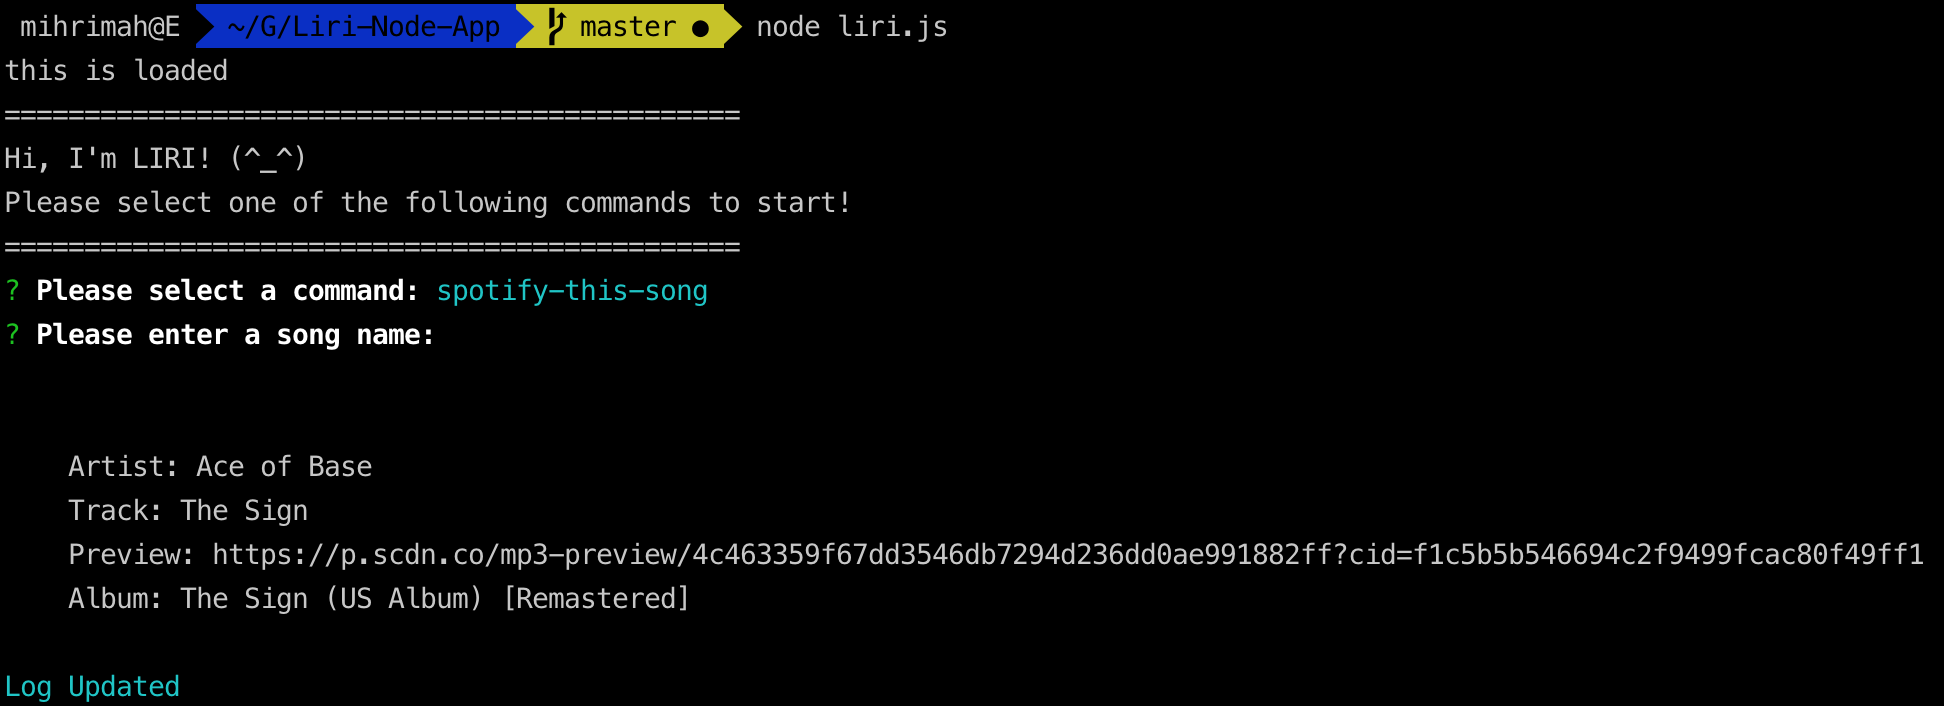 mihrimah@E ~/G/Liri-Node-App master ● node liri.js
this is loaded
==============================================
Hi, I'm LIRI! (^_^)
Please select one of the following commands to start!
==============================================
? Please select a command: spotify-this-song
? Please enter a song name:
Artist: Ace of Base
Track: The Sign
Preview: https://p.scdn.co/mp3-preview/4c463359f67dd3546db7294d236dd0ae991882ff?cid=f1c5b5b546694c2f9499fcac80f49ff1
Album: The Sign (US Album) [Remastered]
Log Updated